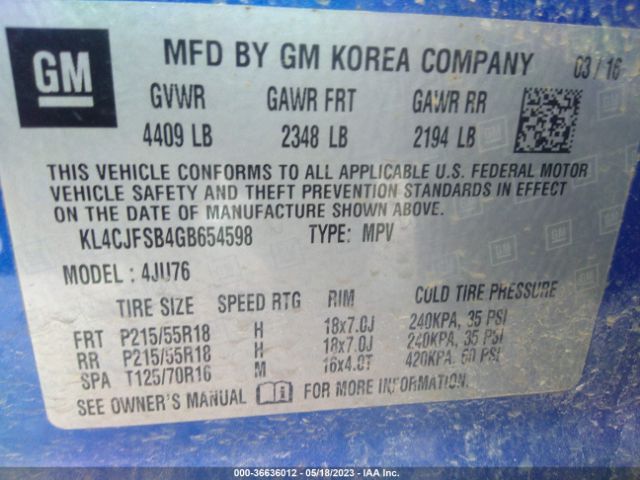 GM MFD BY GM KOREA COMPANY 03/16
GVWR GAWR FRT GAWR RR
4409 LB 2348 LB 2194 LB
THIS VEHICLE CONFORMS TO ALL APPLICABLE U.S. FEDERAL MOTOR
VEHICLE SAFETY AND THEFT PREVENTION STANDARDS IN EFFECT
ON THE DATE OF MANUFACTURE SHOWN ABOVE.
KL4CJFSB4GB654598 TYPE: MPV
MODEL: 4JU76
TIRE SIZE SPEED RTG RIM COLD TIRE PRESSURE
FRT P215/55R18 H 18x7.0J 240KPA, 35 PSI
RR P215/55R18 H 18x7.0J 240KPA, 35 PSI
SPA T125/70R16 M 16x4.0T 420KPA. 60 PSI
SEE OWNER'S MANUAL FOR MORE INFORMATION.
000-36636012 - 05/18/2023 - IAA Inc.